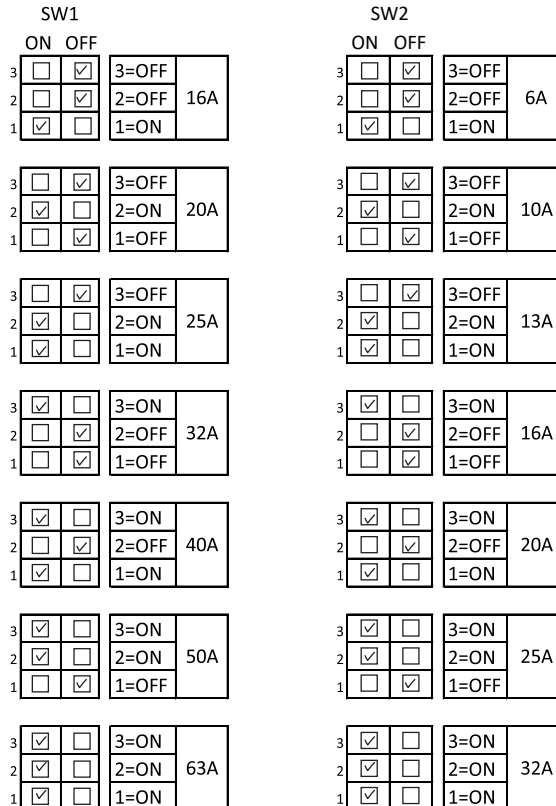 SW1 SW2
ON OFF ON OFF
3 3=OFF 3 3=OFF
2 2=OFF 16A 2 2=OFF 6A
1 1=ON 1 1=ON
3 3=OFF 3 3=OFF
2 2=ON 20A 2 2=ON 10A
1 1=OFF 1 1=OFF
3 3=OFF 3 3=OFF
2 2=ON 25A 2 2=ON 13A
1 1=ON 1 1=ON
3 3=ON 3 3=ON
2 2=OFF 32A 2 2=OFF 16A
1 1=OFF 1 1=OFF
3 3=ON 3 3=ON
2 2=OFF 40A 2 2=OFF 20A
1 1=ON 1 1=ON
3 3=ON 3 3=ON
2 2=ON 50A 2 2=ON 25A
1 1=OFF 1 1=OFF
3 3=ON 3 3=ON
2 2=ON 63A 2 2=ON 32A
1 1=ON 1 1=ON